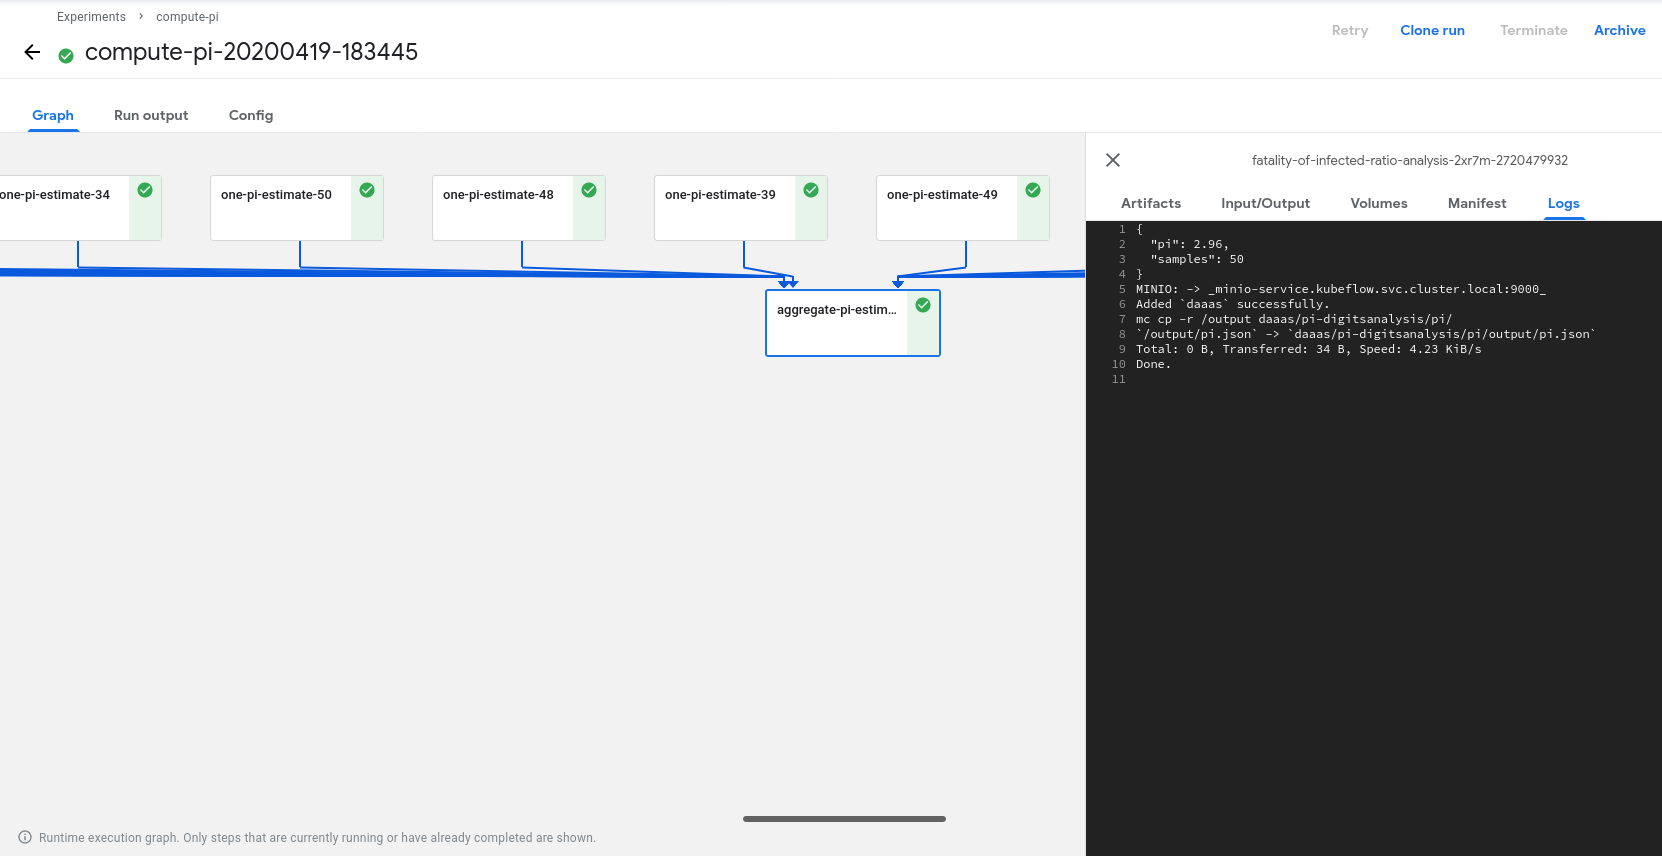 Experiments > compute-pi
compute-pi-20200419-183445
Retry
Clone run
Terminate
Archive
Graph
Run output
Config
one-pi-estimate-34
one-pi-estimate-50
one-pi-estimate-48
one-pi-estimate-39
one-pi-estimate-49
aggregate-pi-estim...
Runtime execution graph. Only steps that are currently running or have already completed are shown.
fatality-of-infected-ratio-analysis-2xr7m-2720479932
Artifacts
Input/Output
Volumes
Manifest
Logs
1 {
2 "pi": 2.96,
3 "samples": 50
4 }
5 MINIO: -> _minio-service.kubeflow.svc.cluster.local:9000_
6 Added `daaas` successfully.
7 mc cp -r /output daaas/pi-digitsanalysis/pi/
8 `/output/pi.json` -> `daaas/pi-digitsanalysis/pi/output/pi.json`
9 Total: 0 B, Transferred: 34 B, Speed: 4.23 KiB/s
10 Done.
11